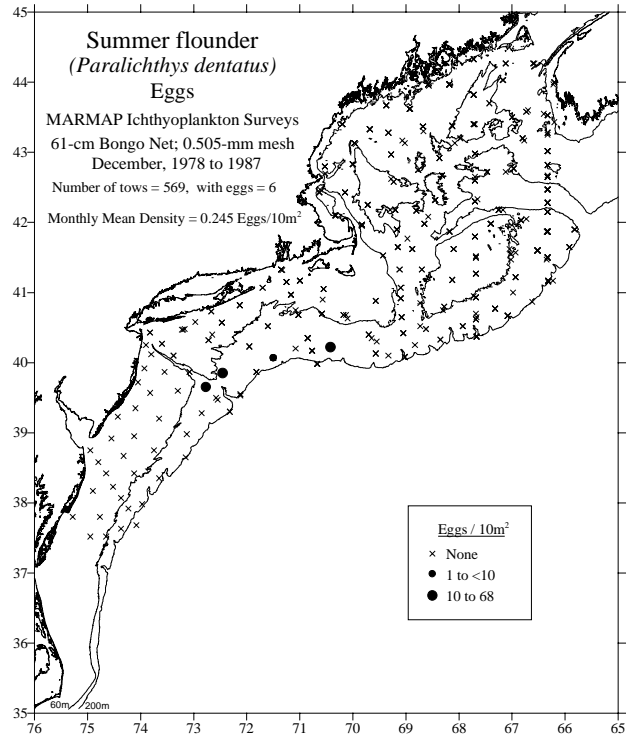 Summer flounder
(Paralichthys dentatus)
Eggs
MARMAP Ichthyoplankton Surveys
61-cm Bongo Net; 0.505-mm mesh
December, 1978 to 1987
Number of tows = 569, with eggs = 6
Monthly Mean Density = 0.245 Eggs/10m²
45
44
43
42
41
40
39
38
37
36
35
Eggs / 10m²
None
1 to <10
10 to 68
60m
200m
76
75
74
73
72
71
70
69
68
67
66
65